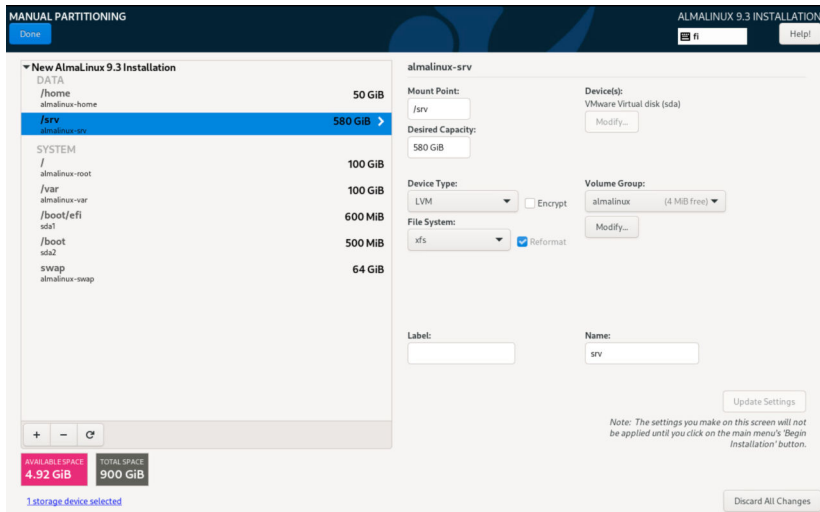 MANUAL PARTITIONING
ALMALINUX 9.3 INSTALLATION
Done
fi
Help!
New AlmaLinux 9.3 Installation
DATA
/home
50 GiB
almalinux-home
/srv
580 GiB
almalinux-srv
SYSTEM
/
100 GiB
almalinux-root
/var
100 GiB
almalinux-var
/boot/efi
600 MiB
sda1
/boot
500 MiB
sda2
swap
64 GiB
almalinux-swap
+ −
AVAILABLE SPACE
4.92 GiB
TOTAL SPACE
900 GiB
1 storage device selected
almalinux-srv
Mount Point:
/srv
Device(s):
VMware Virtual disk (sda)
Modify...
Desired Capacity:
580 GiB
Device Type:
LVM
Encrypt
Volume Group:
almalinux (4 MiB free)
Modify...
File System:
xfs
Reformat
Label:
Name:
srv
Update Settings
Note: The settings you make on this screen will not
be applied until you click on the main menu's 'Begin
Installation' button.
Discard All Changes